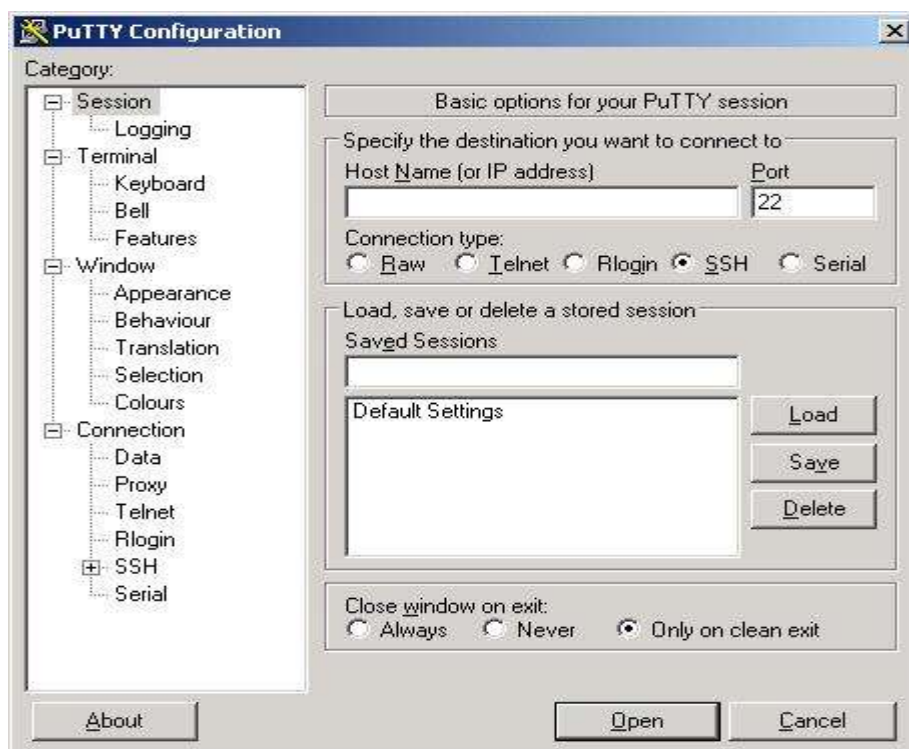 PuTTY Configuration
Category:
Session
Logging
Terminal
Keyboard
Bell
Features
Window
Appearance
Behaviour
Translation
Selection
Colours
Connection
Data
Proxy
Telnet
Rlogin
SSH
Serial
Basic options for your PuTTY session
Specify the destination you want to connect to
Host Name (or IP address) Port
22
Connection type:
Raw Telnet Rlogin SSH Serial
Load, save or delete a stored session
Saved Sessions
Default Settings
Load
Save
Delete
Close window on exit:
Always Never Only on clean exit
About Open Cancel